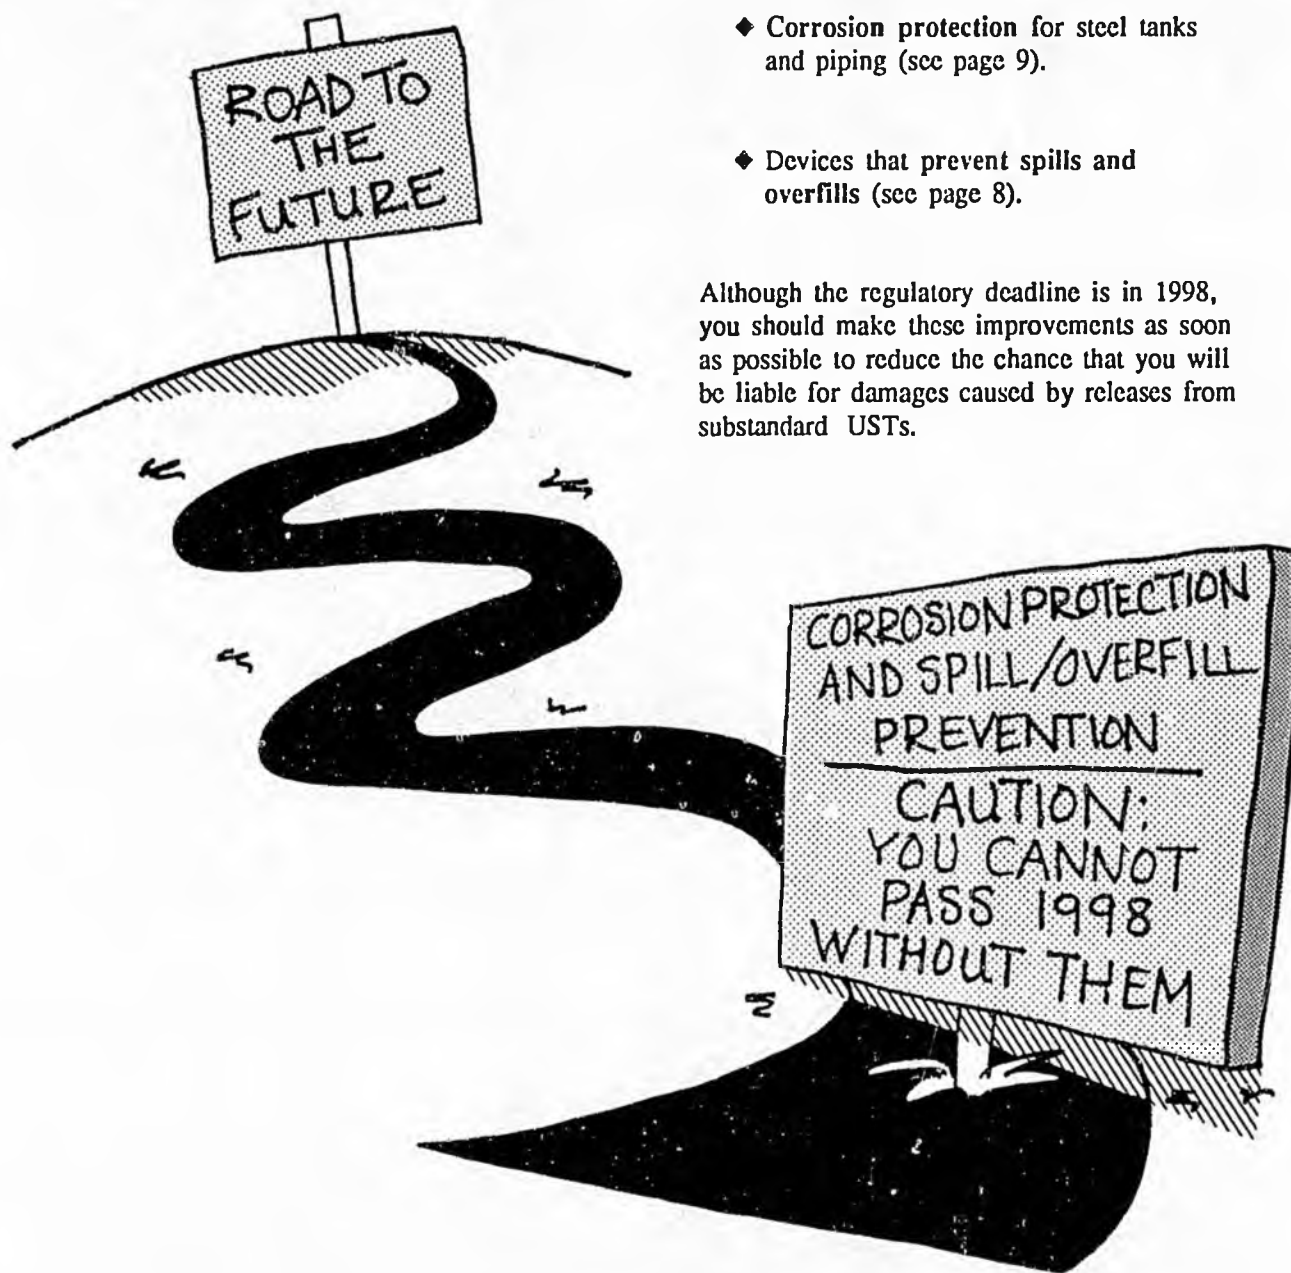 ROAD TO
THE
FUTURE
◆ Corrosion protection for steel tanks
and piping (see page 9).
◆ Devices that prevent spills and
overfills (see page 8).
Although the regulatory deadline is in 1998,
you should make these improvements as soon
as possible to reduce the chance that you will
be liable for damages caused by releases from
substandard USTs.
CORROSION PROTECTION
AND SPILL/OVERFILL
PREVENTION
CAUTION:
YOU CANNOT
PASS 1998
WITHOUT THEM